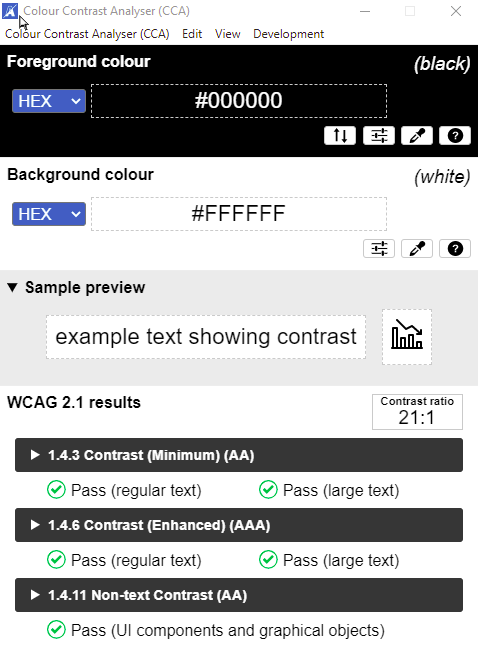 Colour Contrast Analyser (CCA)
Colour Contrast Analyser (CCA) Edit View Development
Foreground colour (black)
HEX #000000
?
Background colour (white)
HEX #FFFFFF
?
▼ Sample preview
example text showing contrast
WCAG 2.1 results
Contrast ratio
21:1
1.4.3 Contrast (Minimum) (AA)
Pass (regular text) Pass (large text)
1.4.6 Contrast (Enhanced) (AAA)
Pass (regular text) Pass (large text)
1.4.11 Non-text Contrast (AA)
Pass (UI components and graphical objects)